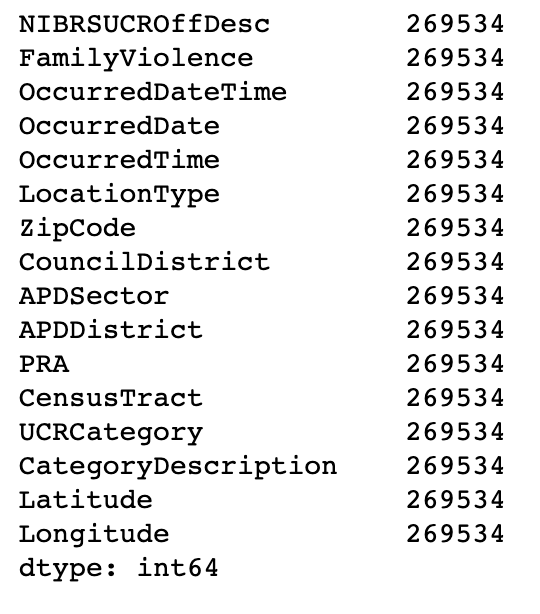 NIBRSUCROffDesc 269534
FamilyViolence 269534
OccurredDateTime 269534
OccurredDate 269534
OccurredTime 269534
LocationType 269534
ZipCode 269534
CouncilDistrict 269534
APDSector 269534
APDDistrict 269534
PRA 269534
CensusTract 269534
UCRCategory 269534
CategoryDescription 269534
Latitude 269534
Longitude 269534
dtype: int64